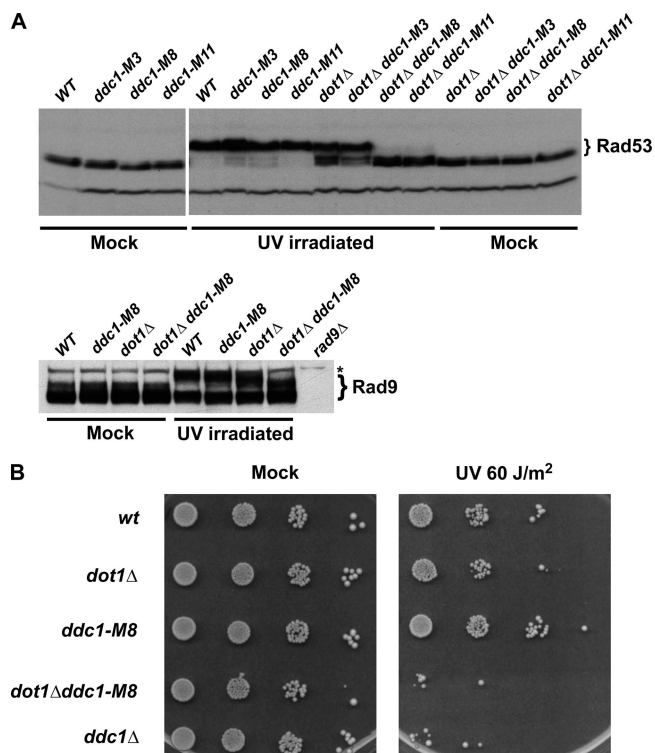 A
WT ddc1-M3 ddc1-M8 ddc1-M11 WT ddc1-M3 ddc1-M8 ddc1-M11 dot1Δ dot1Δ ddc1-M3 dot1Δ ddc1-M8 dot1Δ ddc1-M11 dot1Δ dot1Δ ddc1-M3 dot1Δ ddc1-M8 dot1Δ ddc1-M11
} Rad53
Mock UV irradiated Mock
WT ddc1-M8 dot1Δ dot1Δ ddc1-M8 WT ddc1-M8 dot1Δ dot1Δ ddc1-M8 rad9Δ
*
} Rad9
Mock UV irradiated
B
Mock UV 60 J/m²
wt
dot1Δ
ddc1-M8
dot1Δddc1-M8
ddc1Δ